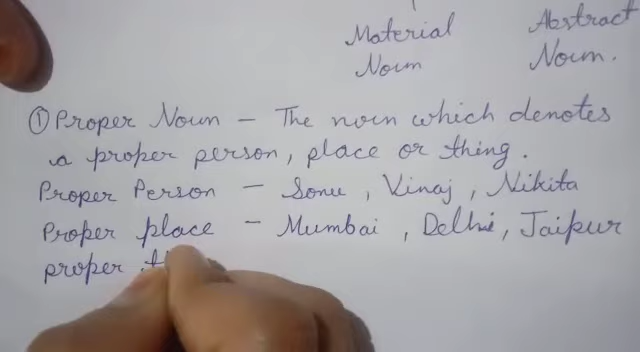 Material Abstract
Noun Noun.
① Proper Noun – The noun which denotes
a proper person, place or thing.
Proper Person – Sonu, Vinaj, Nikita
Proper place – Mumbai, Delhi, Jaipur
proper